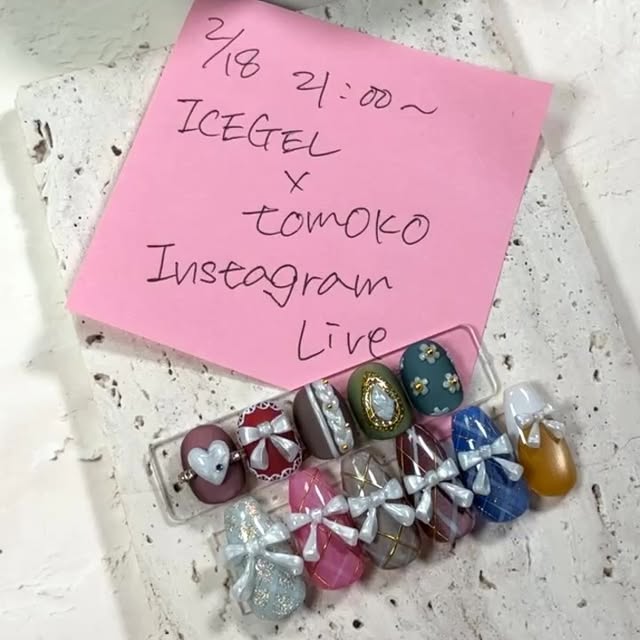 2/18 21:00~
ICEGEL
x
tomoko
Instagram
Live